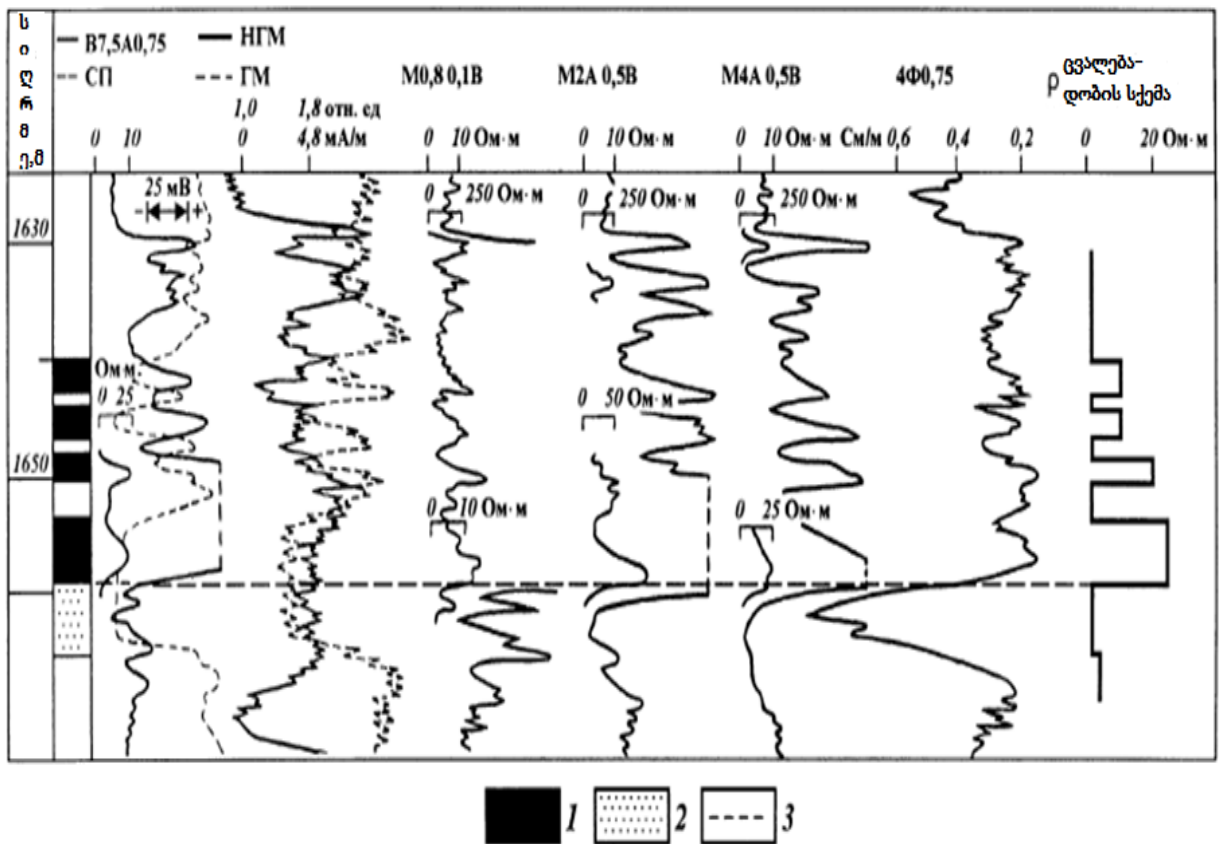 სიღრმე,მ
B7,5A0,75
НГМ
СП
ГМ
M0,8 0,1B
M2A 0,5B
M4A 0,5B
4Ф0,75
ρ ცვალება-
დობის სქემა
1,0 1,8 отн. ед
0 10
0 4,8 мА/м
0 10 Ом·м
0 10 Ом·м
0 10 Ом·м
См/м 0,6 0,4 0,2
0 20 Ом·м
25 мВ
- +
0 250 Ом·м
0 250 Ом·м
0 250 Ом·м
1630
Ом·м
0 25
0 50 Ом·м
1650
0 10 Ом·м
0 25 Ом·м
1
2
3